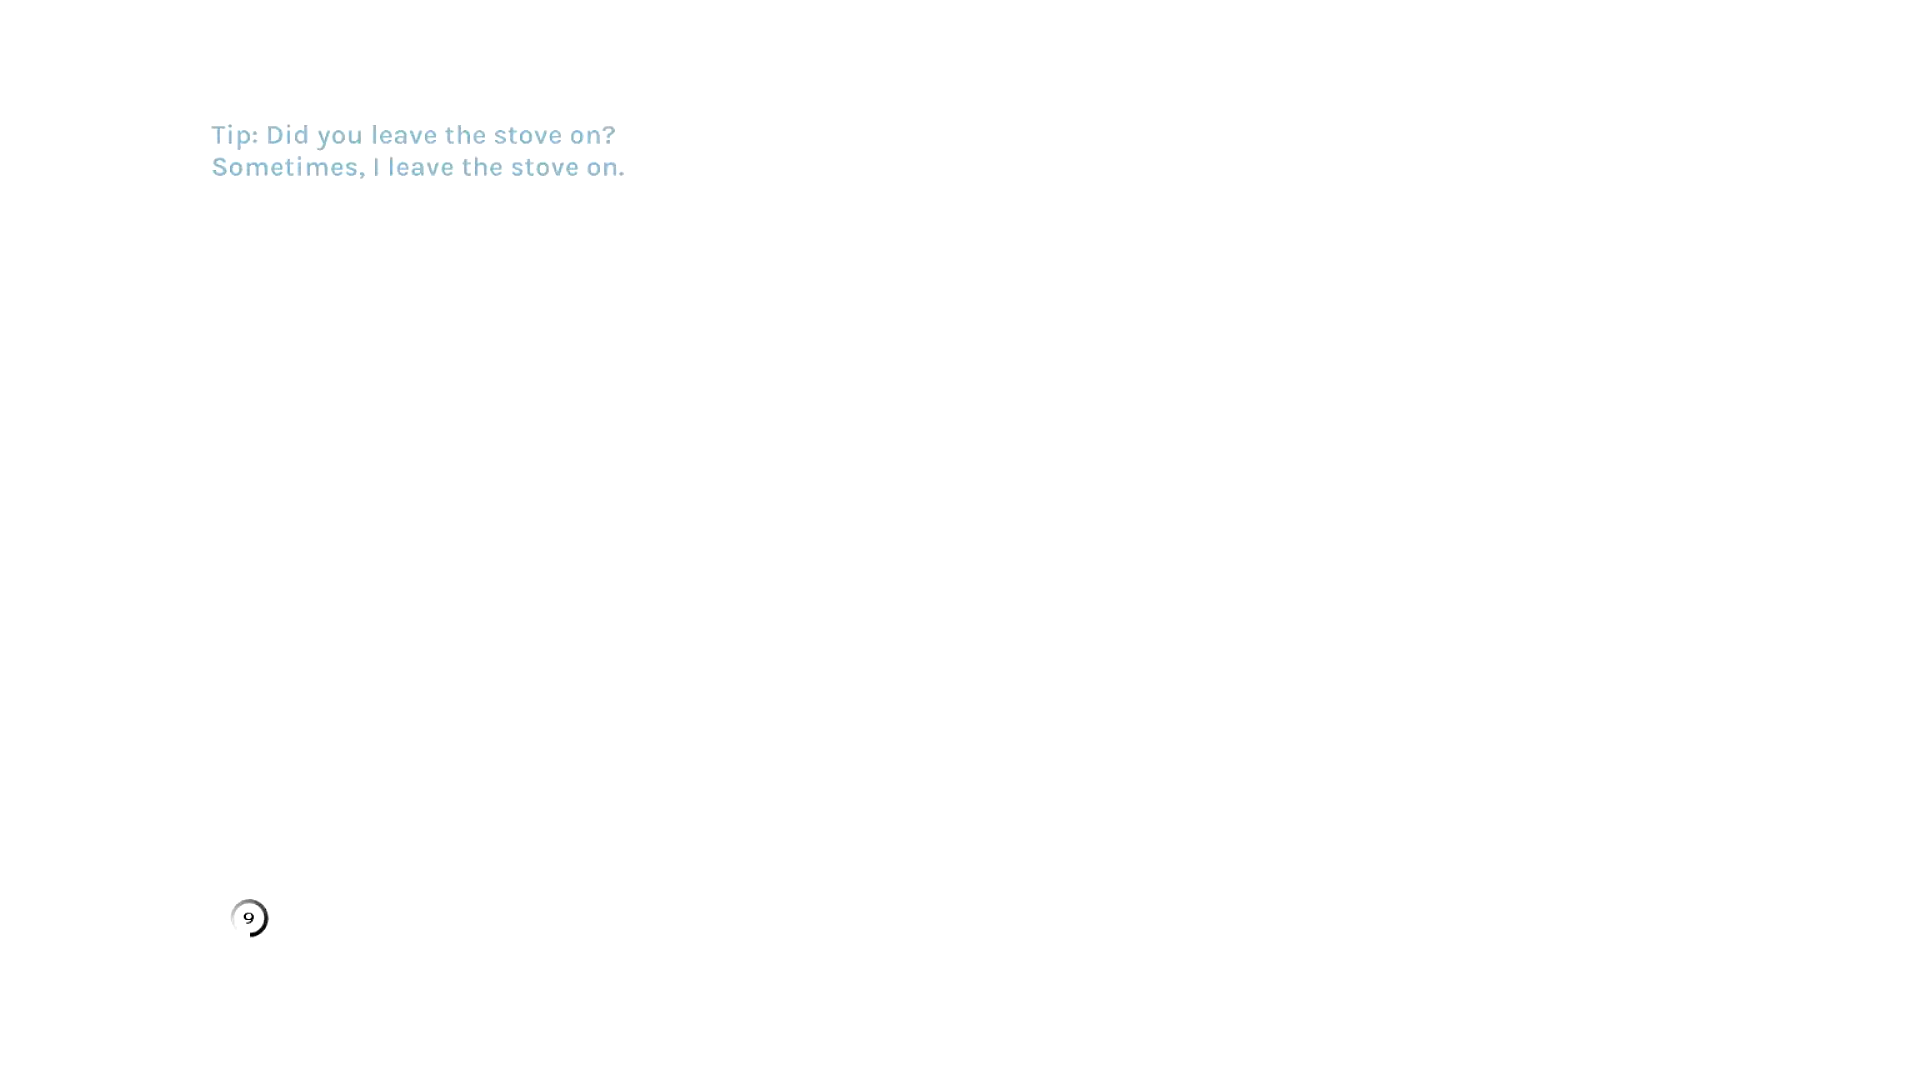 Tip: Did you leave the stove on?
Sometimes, I leave the stove on.
9